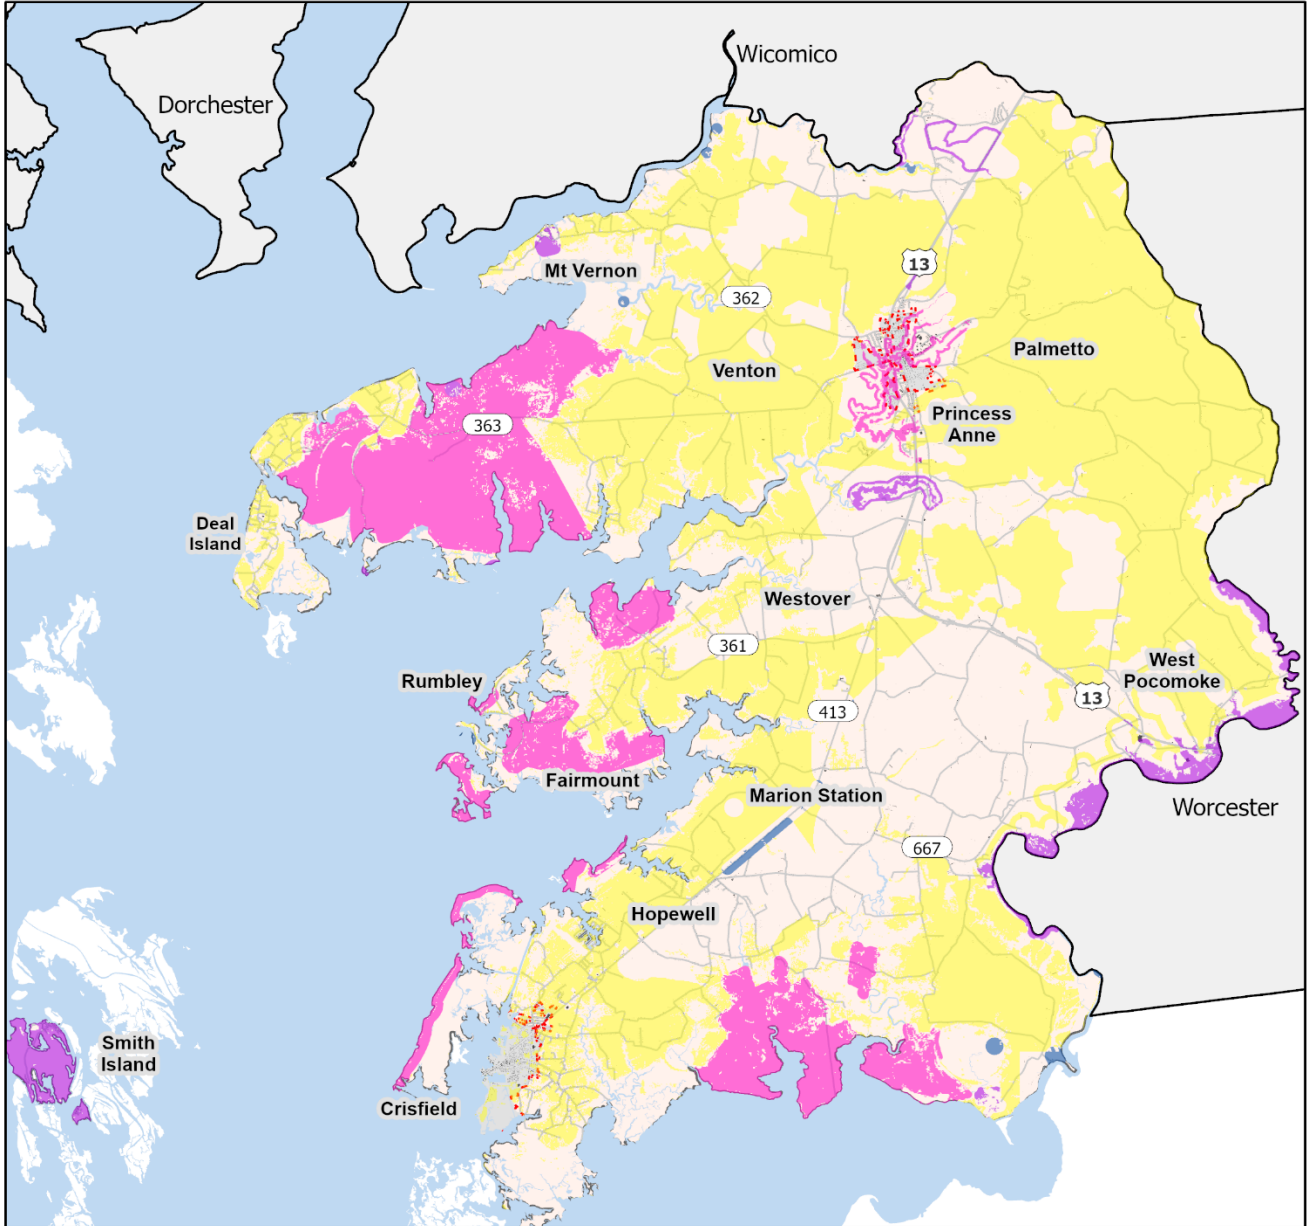 Wicomico
Dorchester
13
Mt Vernon
362
Palmetto
Venton
Princess
Anne
363
Deal
Island
Westover
361
West
Pocomoke
Rumbley
13
413
Fairmount
Marion Station
Worcester
667
Hopewell
Smith
Island
Crisfield